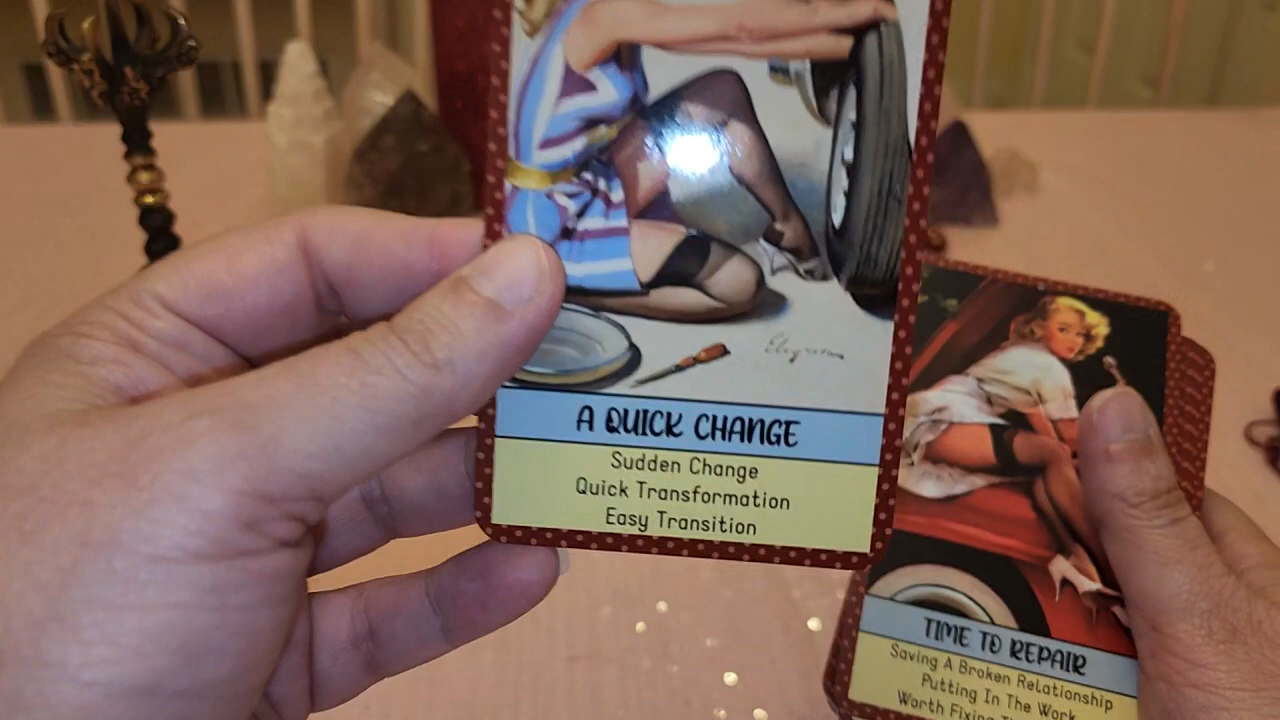 A QUICK CHANGE
Sudden Change
Quick Transformation
Easy Transition
TIME TO REPAIR
Saving A Broken Relationship
Putting In The Work
Worth Fixing